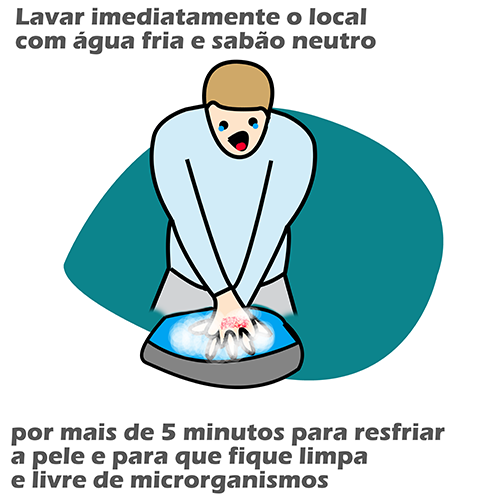 Lavar imediatamente o local
com água fria e sabão neutro
por mais de 5 minutos para resfriar
a pele e para que fique limpa
e livre de microrganismos